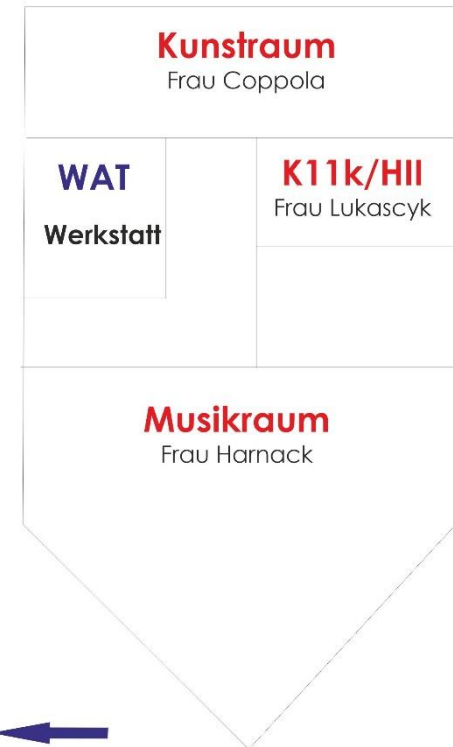 Kunstraum
Frau Coppola
WAT
Werkstatt
K11k/HII
Frau Lukascyk
Musikraum
Frau Harnack